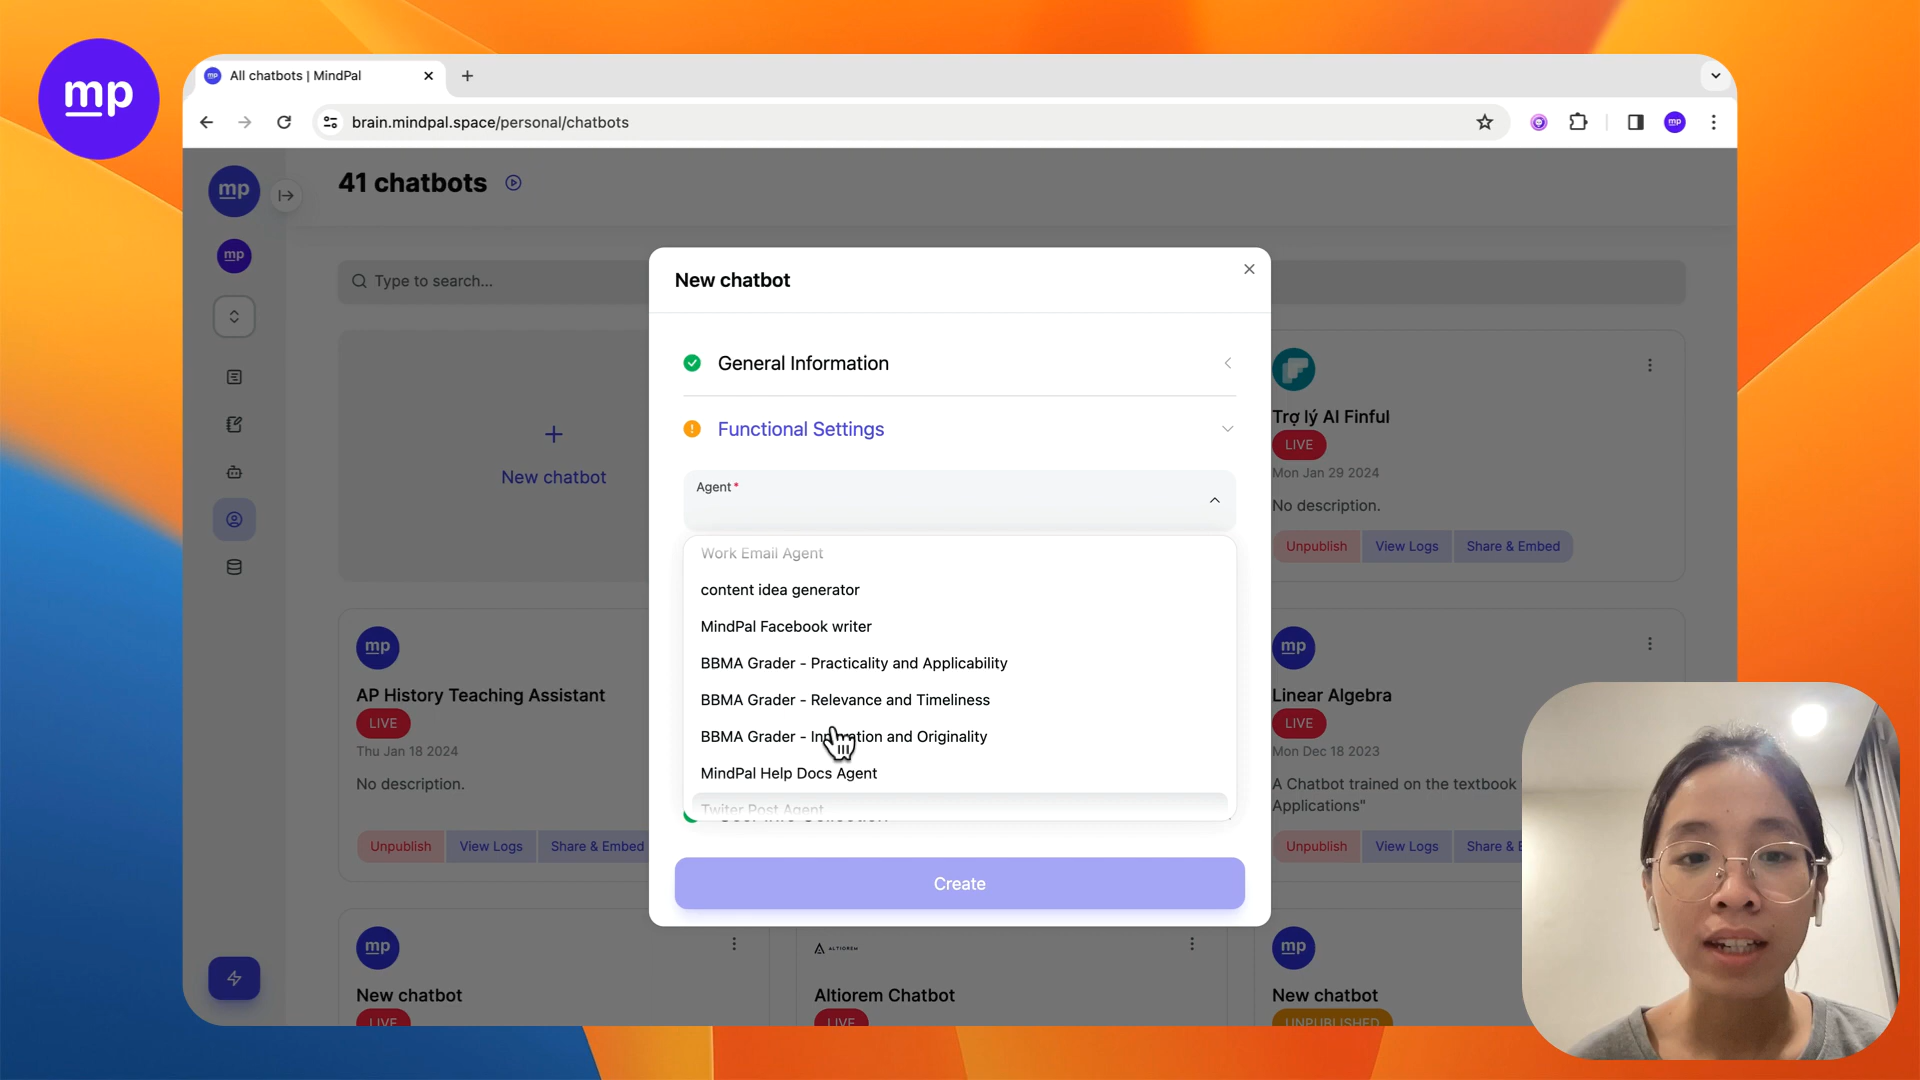 mp
mp
All chatbots | MindPal
brain.mindpal.space/personal/chatbots
mp
mp
41 chatbots
mp
Type to search...
New chatbot
New chatbot
General Information
Functional Settings
Agent*
Work Email Agent
content idea generator
MindPal Facebook writer
BBMA Grader - Practicality and Applicability
BBMA Grader - Relevance and Timeliness
BBMA Grader - and Originality
MindPal Help Docs Agent
Twiter Post Agent
Create
Trợ lý AI Finful
LIVE
Mon Jan 29 2024
No description.
Unpublish
View Logs
Share & Embed
mp
AP History Teaching Assistant
LIVE
Thu Jan 18 2024
No description.
Unpublish
View Logs
Share & Embed
mp
Linear Algebra
LIVE
Mon Dec 18 2023
A Chatbot trained on the textbook
Applications"
Unpublish
View Logs
Share & E
mp
New chatbot
LIVE
ALTIOREM
Altiorem Chatbot
LIVE
mp
New chatbot
UNPUBLISHED